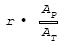 r • A_P / A_T